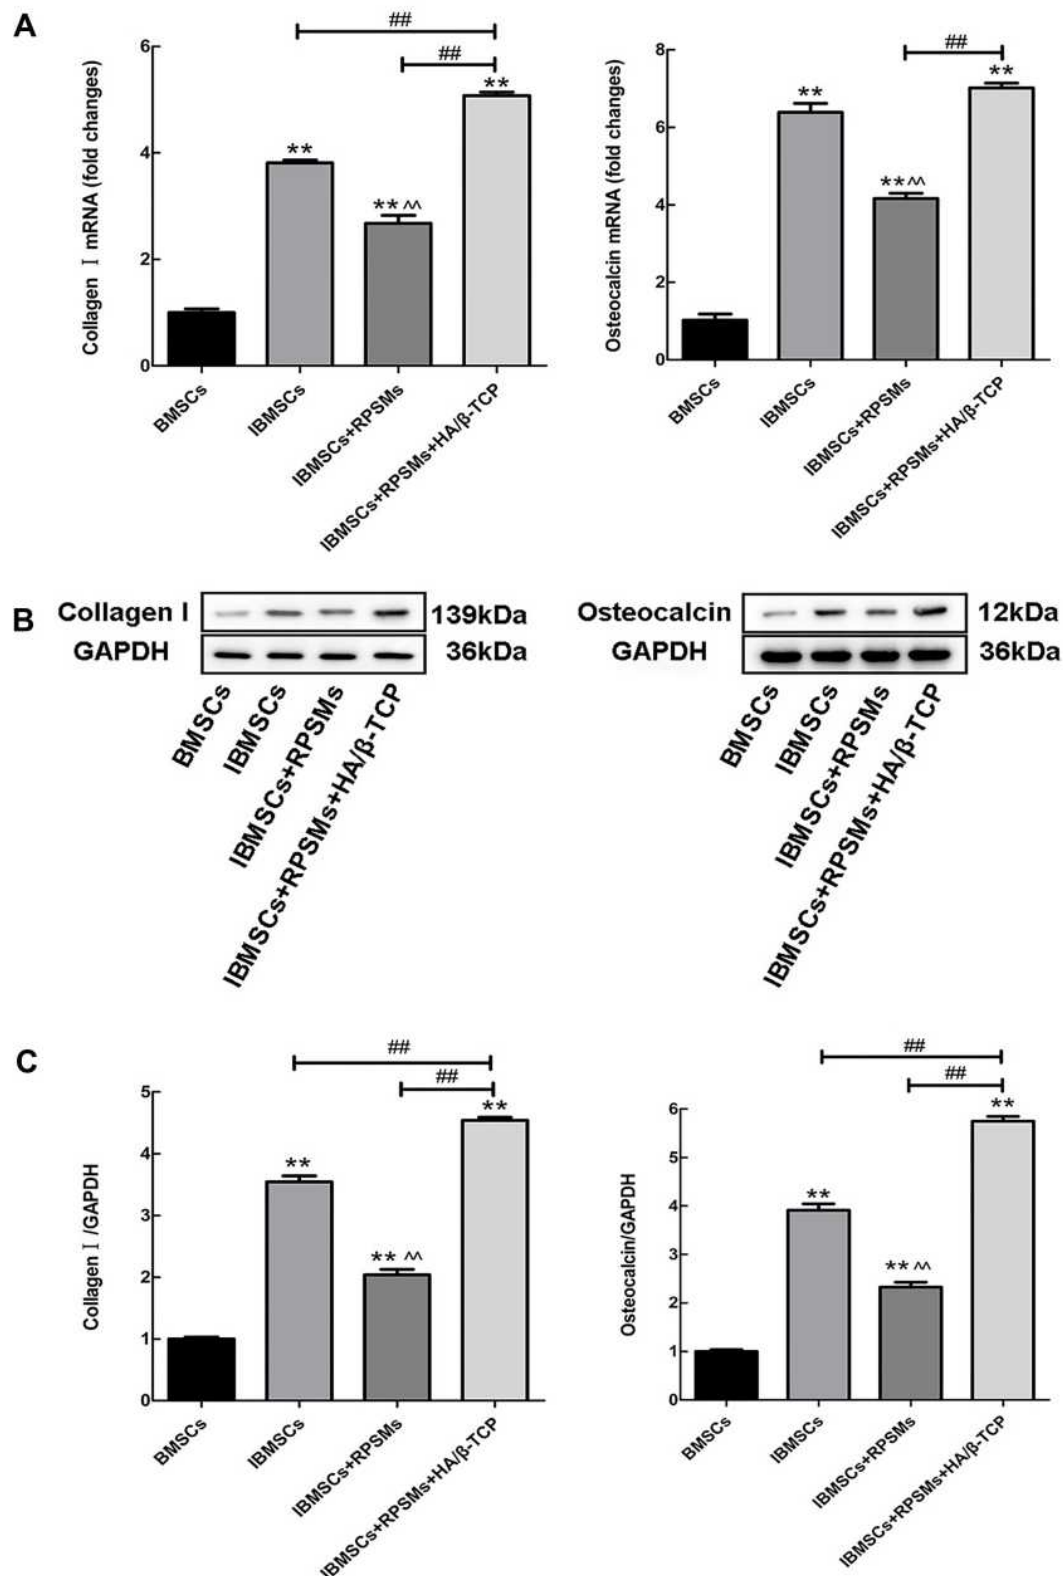 A
##
##
##
Collagen Ⅰ mRNA (fold changes)
6
4
2
0
**
** ^^
**
BMSCs
IBMSCs
IBMSCs+RPSMs
IBMSCs+RPSMs+HA/β-TCP
Osteocalcin mRNA (fold changes)
8
6
4
2
0
**
**^^
**
BMSCs
IBMSCs
IBMSCs+RPSMs
IBMSCs+RPSMs+HA/β-TCP
B
Collagen I 139kDa
GAPDH 36kDa
BMSCs
IBMSCs
IBMSCs+RPSMs
IBMSCs+RPSMs+HA/β-TCP
Osteocalcin 12kDa
GAPDH 36kDa
BMSCs
IBMSCs
IBMSCs+RPSMs
IBMSCs+RPSMs+HA/β-TCP
C
##
##
Collagen Ⅰ/GAPDH
5
4
3
2
1
0
**
** ^^
**
BMSCs
IBMSCs
IBMSCs+RPSMs
IBMSCs+RPSMs+HA/β-TCP
##
##
Osteocalcin/GAPDH
6
5
4
3
2
1
0
**
** ^^
**
BMSCs
IBMSCs
IBMSCs+RPSMs
IBMSCs+RPSMs+HA/β-TCP